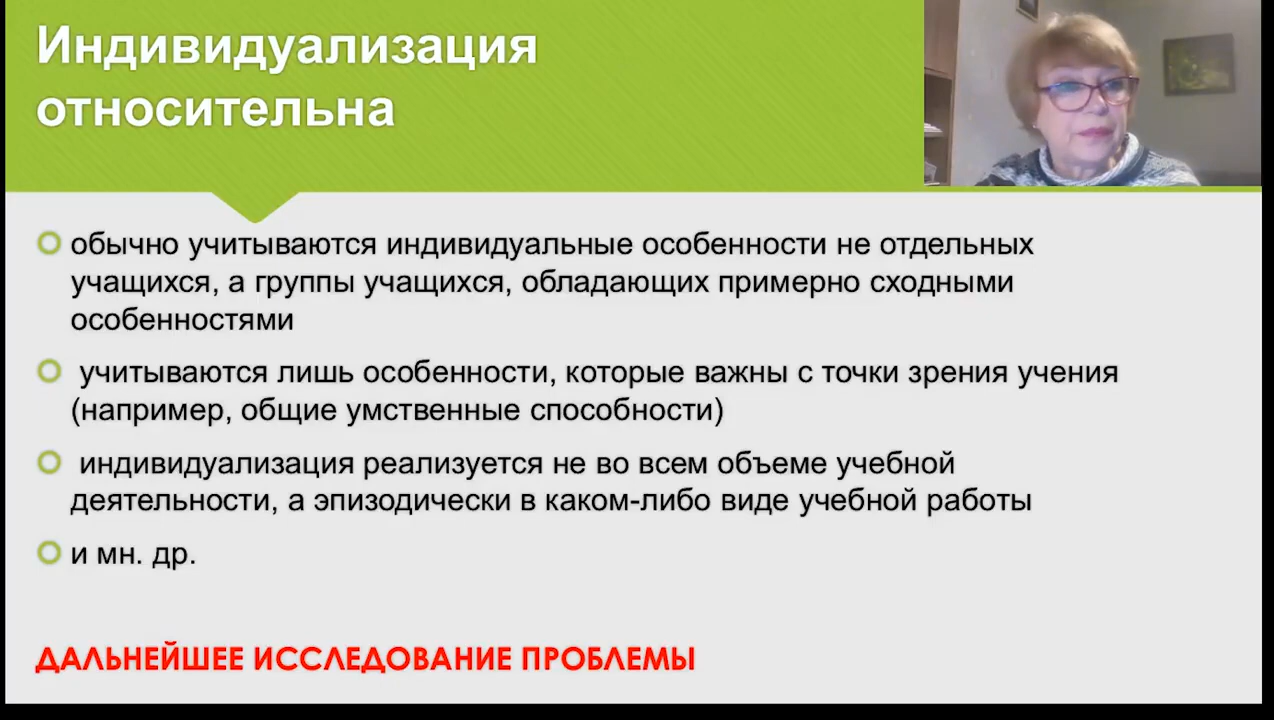 Индивидуализация
относительна
обычно учитываются индивидуальные особенности не отдельных
учащихся, а группы учащихся, обладающих примерно сходными
особенностями
учитываются лишь особенности, которые важны с точки зрения учения
(например, общие умственные способности)
индивидуализация реализуется не во всем объеме учебной
деятельности, а эпизодически в каком-либо виде учебной работы
и мн. др.
ДАЛЬНЕЙШЕЕ ИССЛЕДОВАНИЕ ПРОБЛЕМЫ